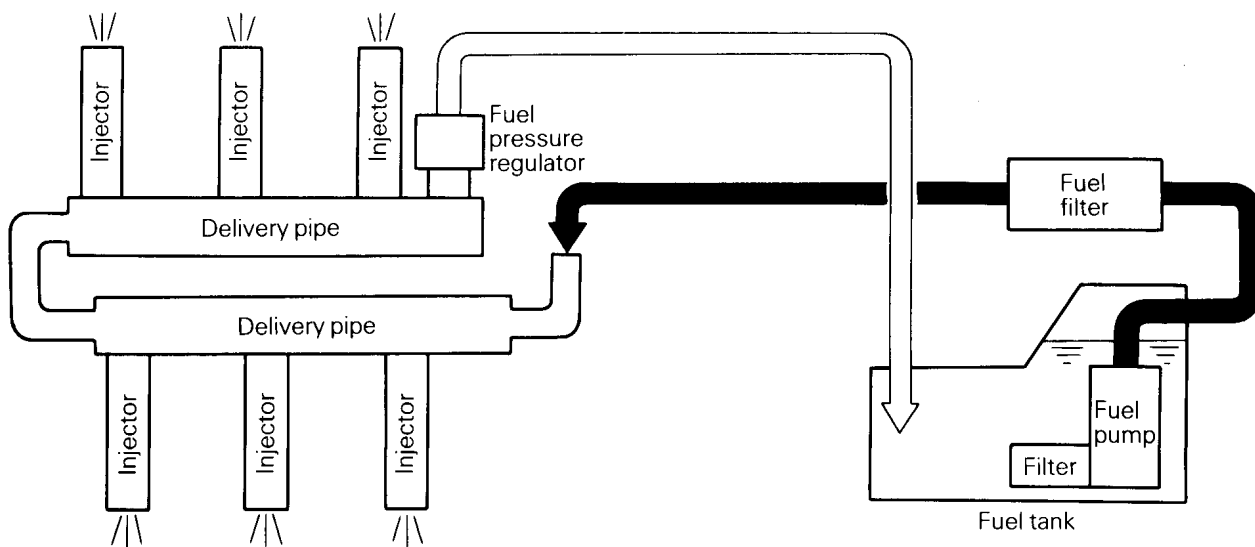 Injector
Injector
Injector
Fuel
pressure
regulator
Delivery pipe
Fuel
filter
Delivery pipe
Injector
Injector
Injector
Fuel
pump
Filter
Fuel tank